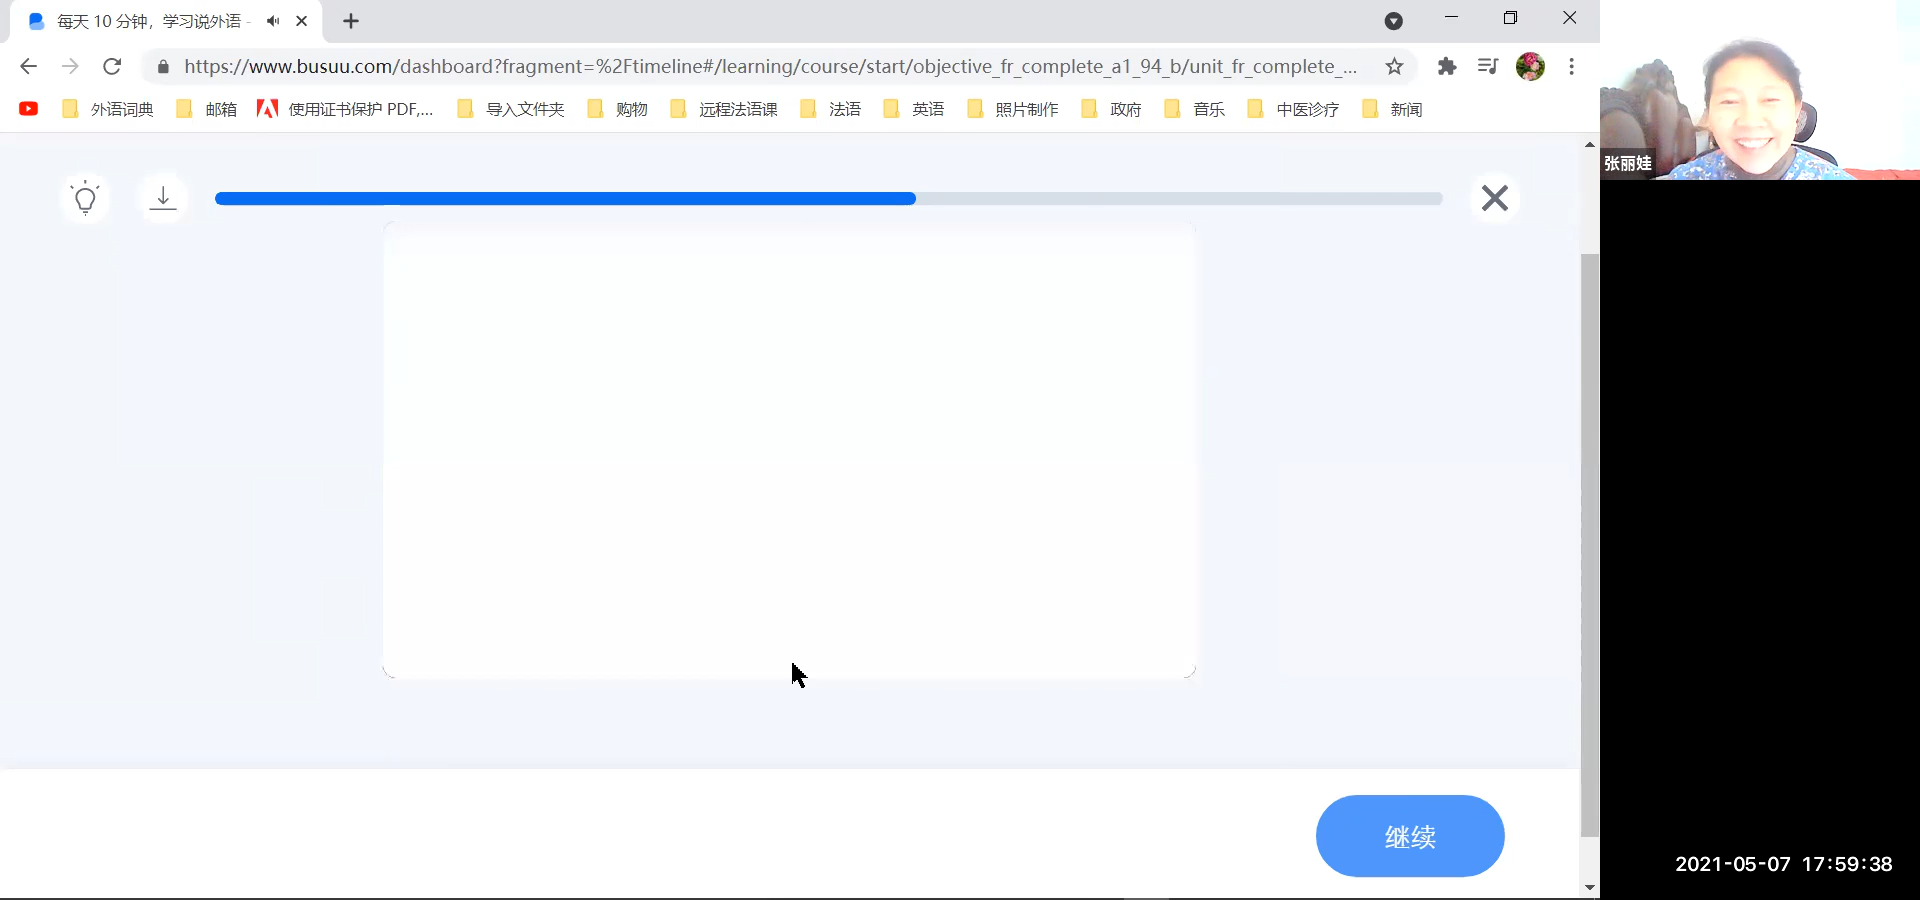 每天 10 分钟，学习说外语 -
https://www.busuu.com/dashboard?fragment=%2Ftimeline#/learning/course/start/objective_fr_complete_a1_94_b/unit_fr_complete_...
外语词典 邮箱 使用证书保护 PDF,... 导入文件夹 购物 远程法语课 法语 英语 照片制作 政府 音乐 中医诊疗 新闻
张丽娃
继续
2021-05-07 17:59:38